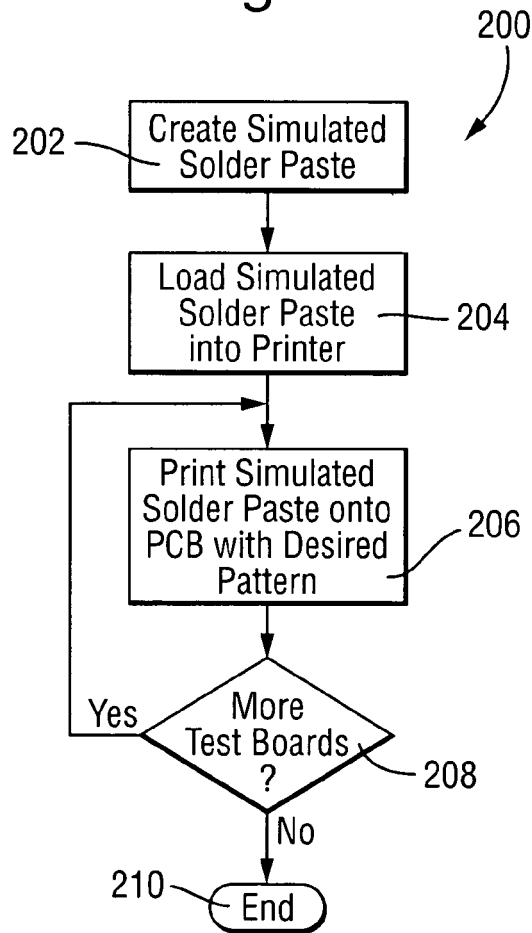 200
202
Create Simulated
Solder Paste
Load Simulated
Solder Paste
into Printer
204
Print Simulated
Solder Paste onto
PCB with Desired
Pattern
206
Yes
More
Test Boards
?
208
No
210
End